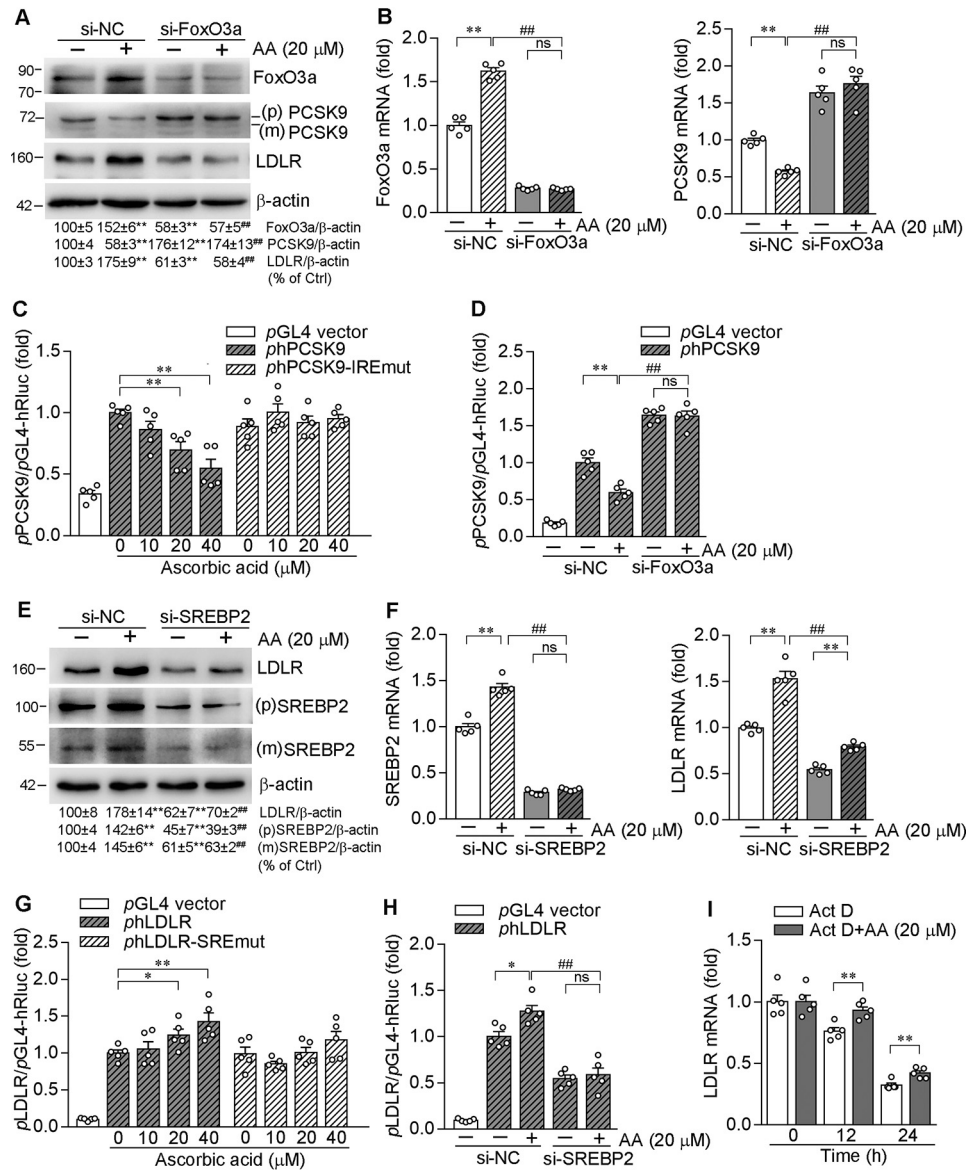 A
si-NC si-FoxO3a
− + − + AA (20 μM)
90
70
FoxO3a
72
(p) PCSK9
(m) PCSK9
160
LDLR
42
β-actin
100±5 152±6** 58±3** 57±5## FoxO3a/β-actin
100±4 58±3** 176±12** 174±13## PCSK9/β-actin
100±3 175±9** 61±3** 58±4## LDLR/β-actin
(% of Ctrl)
B
FoxO3a mRNA (fold)
2.0
1.5
1.0
0.5
0.0
** ##
ns
− + − + AA (20 μM)
si-NC si-FoxO3a
PCSK9 mRNA (fold)
2.5
2.0
1.5
1.0
0.5
0.0
** ##
ns
− + − + AA (20 μM)
si-NC si-FoxO3a
C
pGL4 vector
phPCSK9
phPCSK9-IREmut
pPCSK9/pGL4-hRluc (fold)
1.5
1.0
0.5
0.0
**
**
0 10 20 40 0 10 20 40
Ascorbic acid (μM)
D
pGL4 vector
phPCSK9
pPCSK9/pGL4-hRluc (fold)
2.5
2.0
1.5
1.0
0.5
0.0
** ##
ns
− + − + AA (20 μM)
si-NC si-FoxO3a
E
si-NC si-SREBP2
− + − + AA (20 μM)
160
LDLR
100
(p)SREBP2
55
(m)SREBP2
42
β-actin
100±8 178±14** 62±7** 70±2## LDLR/β-actin
100±4 142±6** 45±7** 39±3## (p)SREBP2/β-actin
100±4 145±6** 61±5** 63±2## (m)SREBP2/β-actin
(% of Ctrl)
F
SREBP2 mRNA (fold)
2.0
1.5
1.0
0.5
0.0
** ##
ns
− + − + AA (20 μM)
si-NC si-SREBP2
LDLR mRNA (fold)
2.0
1.5
1.0
0.5
0.0
** ##
**
− + − + AA (20 μM)
si-NC si-SREBP2
G
pGL4 vector
phLDLR
phLDLR-SREmut
pLDLR/pGL4-hRluc (fold)
2.5
2.0
1.5
1.0
0.5
0.0
**
*
0 10 20 40 0 10 20 40
Ascorbic acid (μM)
H
pGL4 vector
phLDLR
pLDLR/pGL4-hRluc (fold)
2.0
1.5
1.0
0.5
0.0
* ##
ns
− + − + AA (20 μM)
si-NC si-SREBP2
I
Act D
Act D+AA (20 μM)
LDLR mRNA (fold)
1.5
1.0
0.5
0.0
**
**
0 12 24
Time (h)